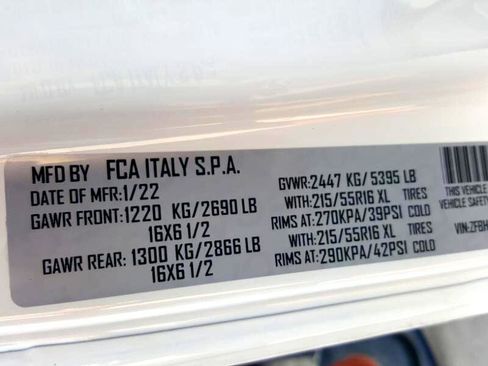 MFD BY FCA ITALY S.P.A.
DATE OF MFR: 1/22 GVWR: 2447 KG/5395 LB
GAWR FRONT: 1220 KG/2690 LB WITH: 215/55R16 XL TIRES
16X6 1/2 RIMS AT: 270KPA/39PSI COLD
GAWR REAR: 1300 KG/2866 LB WITH: 215/55R16 XL TIRES
16X6 1/2 RIMS AT: 290KPA/42PSI COLD
THIS VEHICLE
VEHICLE SAFETY
VIN: ZFBH